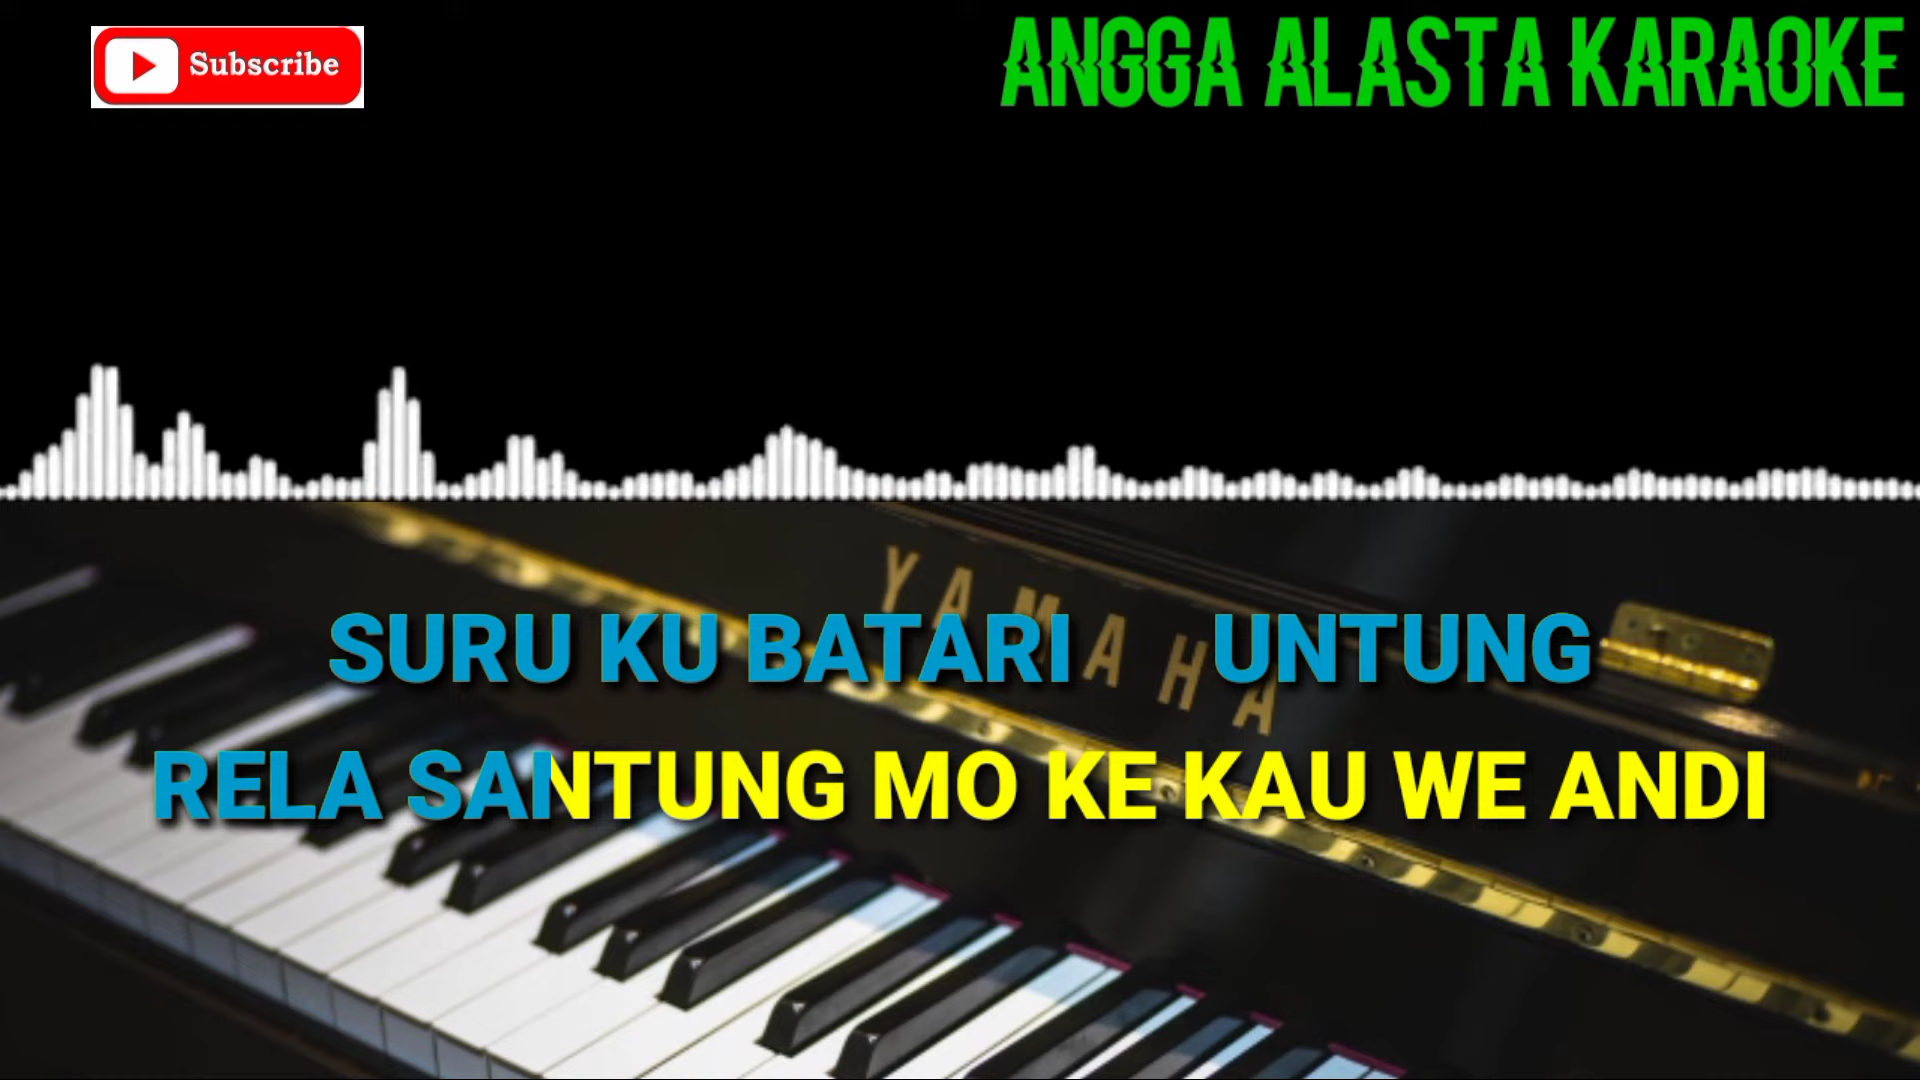 Subscribe
ANGGA ALASTA KARAOKE
YAMAHA
SURU KU BATARI UNTUNG
RELA SANTUNG MO KE KAU WE ANDI